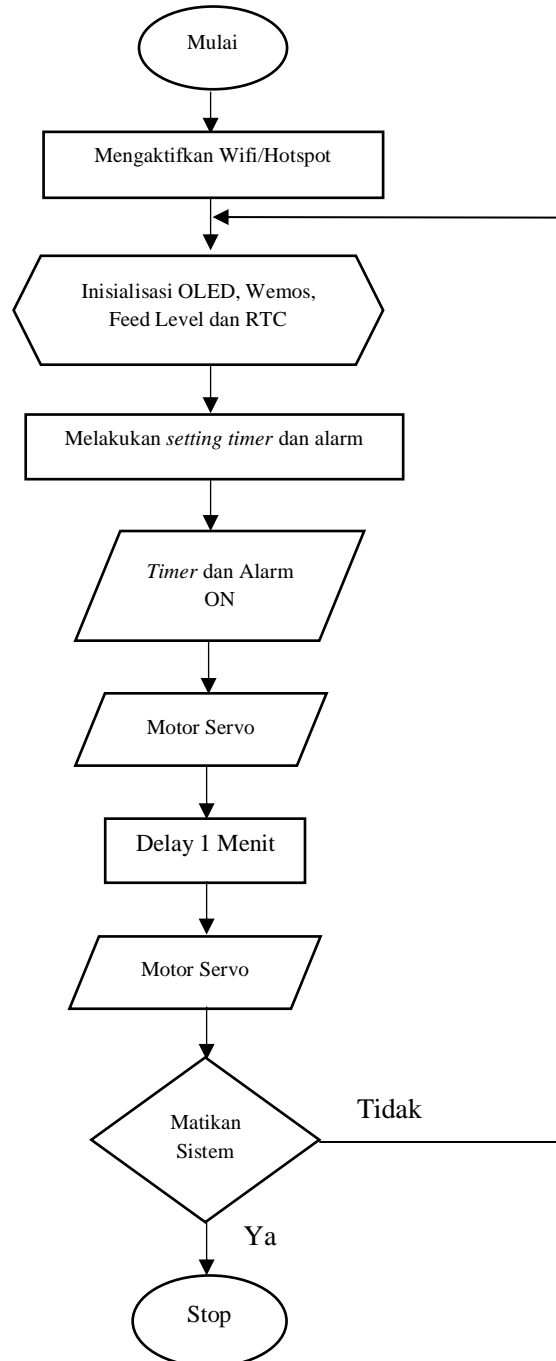 Mulai
Mengaktifkan Wifi/Hotspot
Inisialisasi OLED, Wemos,
Feed Level dan RTC
Melakukan setting timer dan alarm
Timer dan Alarm
ON
Motor Servo
Delay 1 Menit
Motor Servo
Matikan
Sistem
Tidak
Ya
Stop